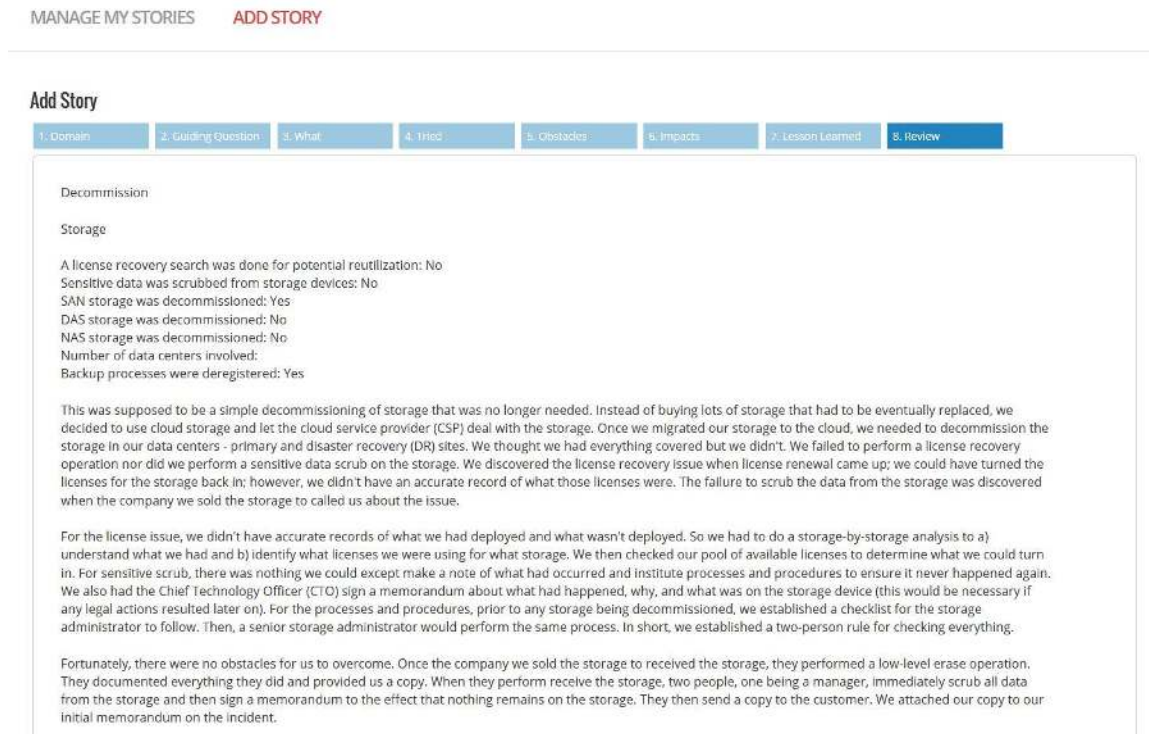 MANAGE MY STORIES ADD STORY
Add Story
1. Domain 2. Guiding Question 3. What 4. Tried 5. Obstacles 6. Impacts 7. Lesson Learned 8. Review
Decommission
Storage
A license recovery search was done for potential reutilization: No
Sensitive data was scrubbed from storage devices: No
SAN storage was decommissioned: Yes
DAS storage was decommissioned: No
NAS storage was decommissioned: No
Number of data centers involved:
Backup processes were deregistered: Yes
This was supposed to be a simple decommissioning of storage that was no longer needed. Instead of buying lots of storage that had to be eventually replaced, we
decided to use cloud storage and let the cloud service provider (CSP) deal with the storage. Once we migrated our storage to the cloud, we needed to decommission the
storage in our data centers - primary and disaster recovery (DR) sites. We thought we had everything covered but we didn't. We failed to perform a license recovery
operation nor did we perform a sensitive data scrub on the storage. We discovered the license recovery issue when license renewal came up; we could have turned the
licenses for the storage back in; however, we didn't have an accurate record of what those licenses were. The failure to scrub the data from the storage was discovered
when the company we sold the storage to called us about the issue.
For the license issue, we didn't have accurate records of what we had deployed and what wasn't deployed. So we had to do a storage-by-storage analysis to a)
understand what we had and b) identify what licenses we were using for what storage. We then checked our pool of available licenses to determine what we could turn
in. For sensitive scrub, there was nothing we could except make a note of what had occurred and institute processes and procedures to ensure it never happened again.
We also had the Chief Technology Officer (CTO) sign a memorandum about what had happened, why, and what was on the storage device (this would be necessary if
any legal actions resulted later on). For the processes and procedures, prior to any storage being decommissioned, we established a checklist for the storage
administrator to follow. Then, a senior storage administrator would perform the same process. In short, we established a two-person rule for checking everything.
Fortunately, there were no obstacles for us to overcome. Once the company we sold the storage to received the storage, they performed a low-level erase operation.
They documented everything they did and provided us a copy. When they perform receive the storage, two people, one being a manager, immediately scrub all data
from the storage and then sign a memorandum to the effect that nothing remains on the storage. They then send a copy to the customer. We attached our copy to our
initial memorandum on the incident.